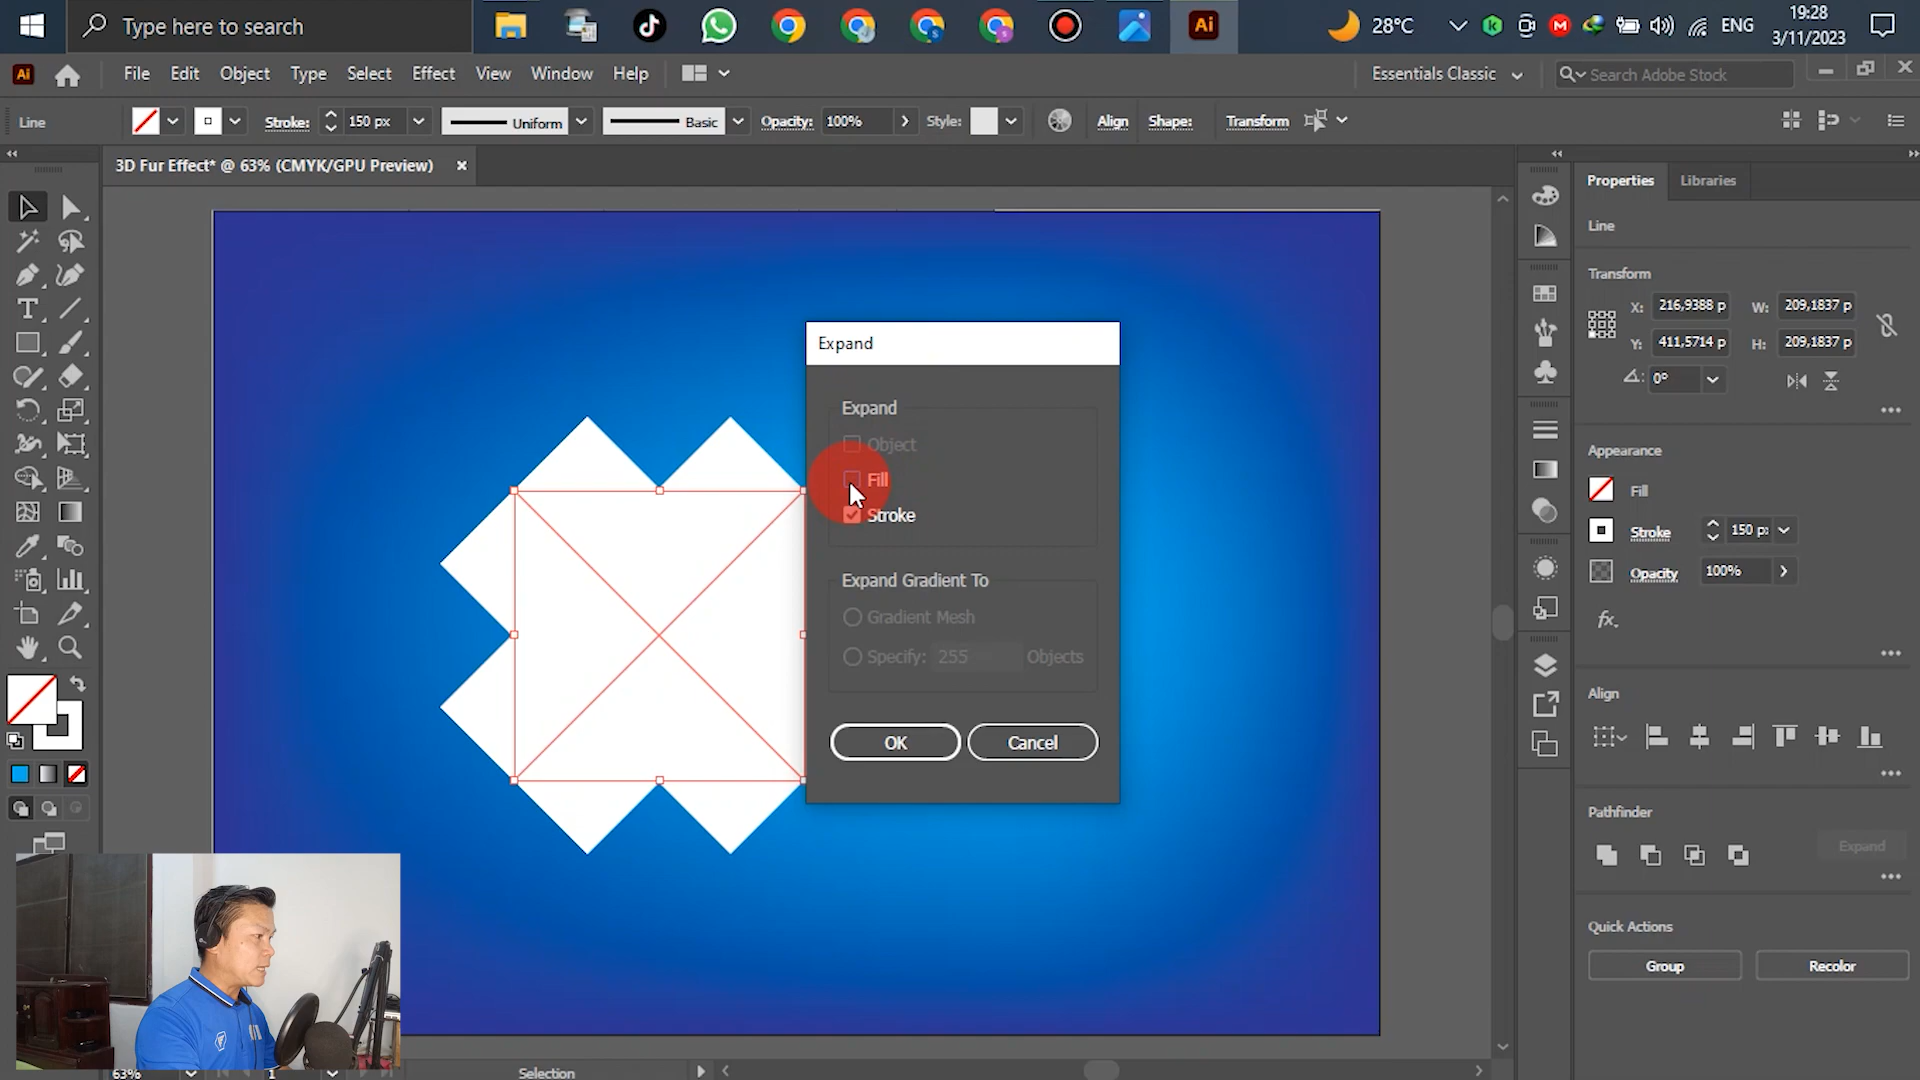 Type here to search
28°C
ENG
19:28
3/11/2023
Ai
File Edit Object Type Select Effect View Window Help
Essentials Classic
Search Adobe Stock
Line
Stroke: 150 px
Uniform
Basic
Opacity: 100%
Style:
Align
Shape:
Transform
3D Fur Effect* @ 63% (CMYK/GPU Preview)
Properties
Libraries
Line
Transform
X: 216,9388 p
W: 209,1837 p
Y: 411,5714 p
H: 209,1837 p
0°
Appearance
Fill
Stroke
150 p
Opacity
100%
fx.
Align
Pathfinder
Expand
Quick Actions
Group
Recolor
Expand
Expand
Object
Fill
Stroke
Expand Gradient To
Gradient Mesh
Specify: 255 Objects
OK
Cancel
63%
1
Selection